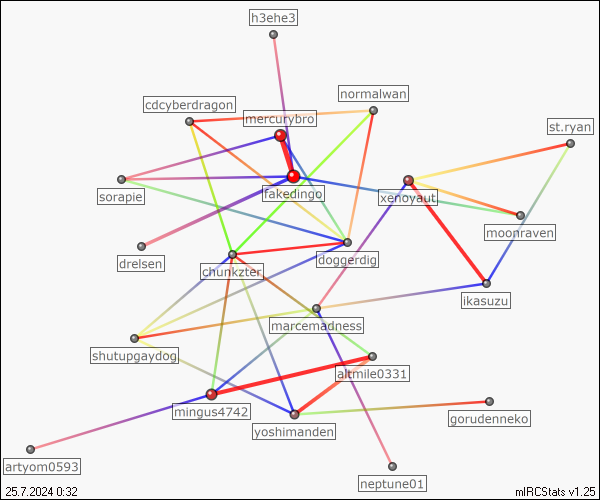 h3ehe3
normalwan
cdcyberdragon
mercurybro
st.ryan
fakedingo
sorapie
xenoyaut
moonraven
drelsen
doggerdig
chunkzter
ikasuzu
marcemadness
shutupgaydog
altmile0331
mingus4742
gorudenneko
yoshimanden
artyom0593
neptune01
25.7.2024 0:32
mIRCStats v1.25